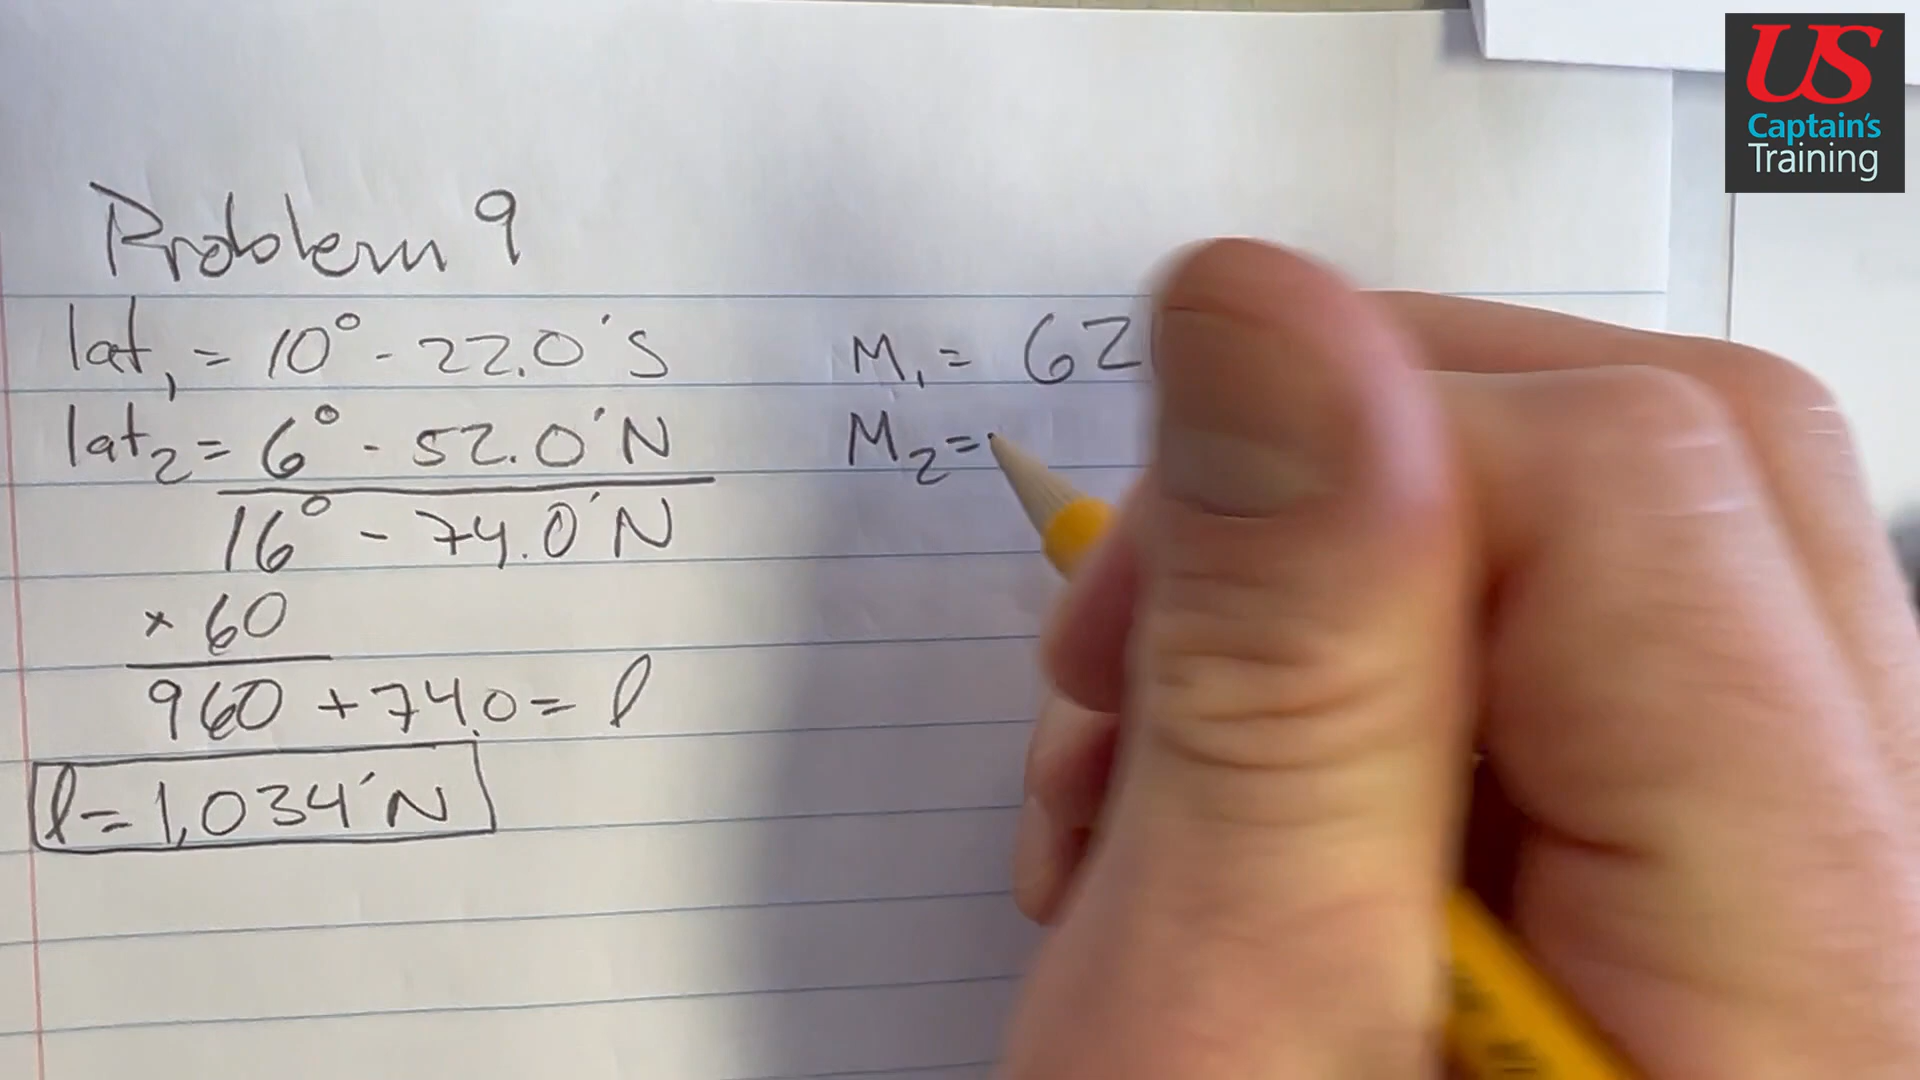 US
Captain's
Training
Problem 9
lat₁ = 10° - 22.0´S
lat₂ = 6° - 52.0´N
16° - 74.0´N
x 60
960 + 74.0 = l
l = 1,034´N
M₁ = 62
M₂ =